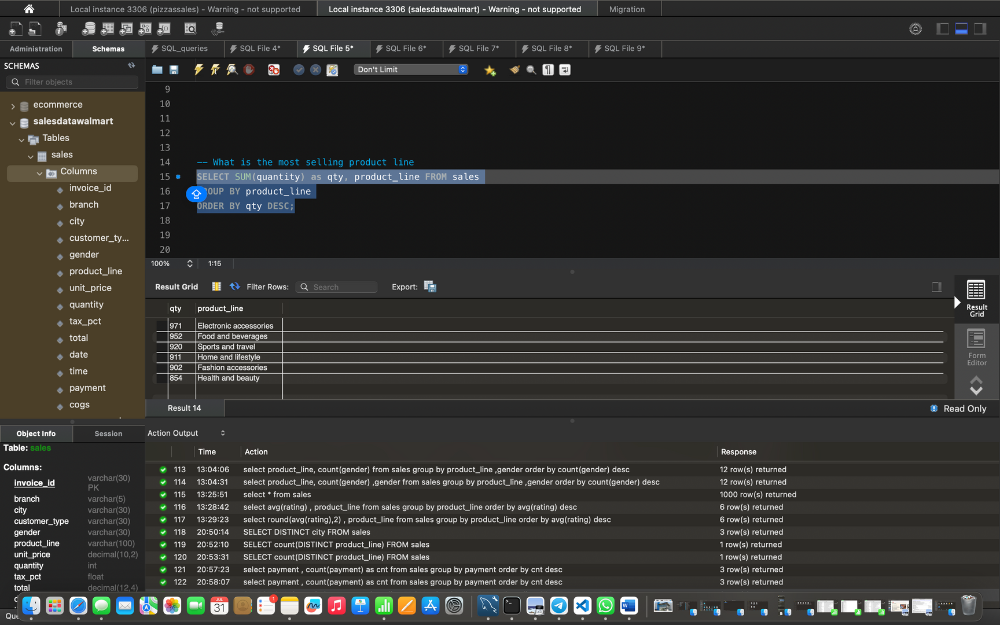 Local instance 3306 (pizzassales) - Warning - not supported
Local instance 3306 (salesdatawalmart) - Warning - not supported
Migration
Administration
Schemas
SQL_queries
SQL File 4*
SQL File 5*
SQL File 6*
SQL File 7*
SQL File 8*
SQL File 9*
SCHEMAS
Filter objects
Don't Limit
ecommerce
salesdatawalmart
Tables
sales
Columns
invoice_id
branch
city
customer_ty...
gender
product_line
unit_price
quantity
tax_pct
total
date
time
payment
cogs
9
10
11
12
13
14 -- What is the most selling product line
15 SELECT SUM(quantity) as qty, product_line FROM sales
16 OUP BY product_line
17 ORDER BY qty DESC;
18
19
20
100% 1:15
Result Grid Filter Rows: Search Export:
qty product_line
971 Electronic accessories
952 Food and beverages
920 Sports and travel
911 Home and lifestyle
902 Fashion accessories
854 Health and beauty
Result
Grid
Form
Editor
Result 14
Read Only
Object Info
Session
Table: sales
Columns:
invoice_id varchar(30)
PK
branch varchar(5)
city varchar(30)
customer_type varchar(30)
gender varchar(30)
product_line varchar(100)
unit_price decimal(10,2)
quantity int
tax_pct float
total decimal(12,4)
Action Output
Time Action Response
113 13:04:06 select product_line, count(gender) from sales group by product_line ,gender order by count(gender) desc 12 row(s) returned
114 13:04:31 select product_line, count(gender) ,gender from sales group by product_line ,gender order by count(gender) desc 12 row(s) returned
115 13:25:51 select * from sales 1000 row(s) returned
116 13:28:42 select avg(rating) , product_line from sales group by product_line order by avg(rating) desc 6 row(s) returned
117 13:29:23 select round(avg(rating),2) , product_line from sales group by product_line order by avg(rating) desc 6 row(s) returned
118 20:50:14 SELECT DISTINCT city FROM sales 3 row(s) returned
119 20:52:10 SELECT count(DISTINCT product_line) FROM sales 1 row(s) returned
120 20:53:31 SELECT count(DISTINCT product_line) FROM sales 1 row(s) returned
121 20:57:23 select payment , count(payment) as cnt from sales group by payment order by cnt desc 3 row(s) returned
122 20:58:07 select payment , count(payment) as cnt from sales group by payment order by cnt desc 3 row(s) returned
JUL
31
1